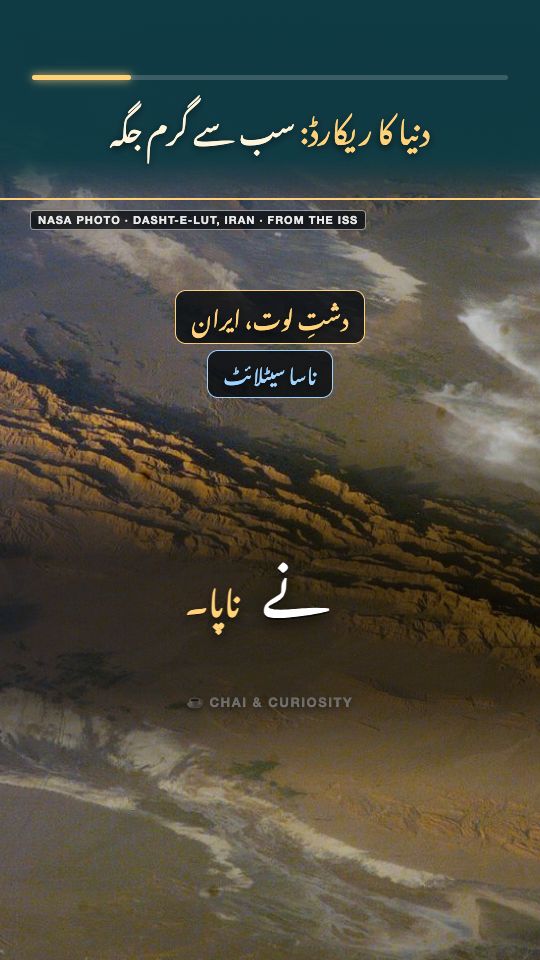 دنیا کا ریکارڈ: سب سے گرم جگہ
NASA PHOTO · DASHT-E-LUT, IRAN · FROM THE ISS
دشتِ لوت، ایران
ناسا سیٹلائٹ
نے ناپا۔
CHAI & CURIOSITY